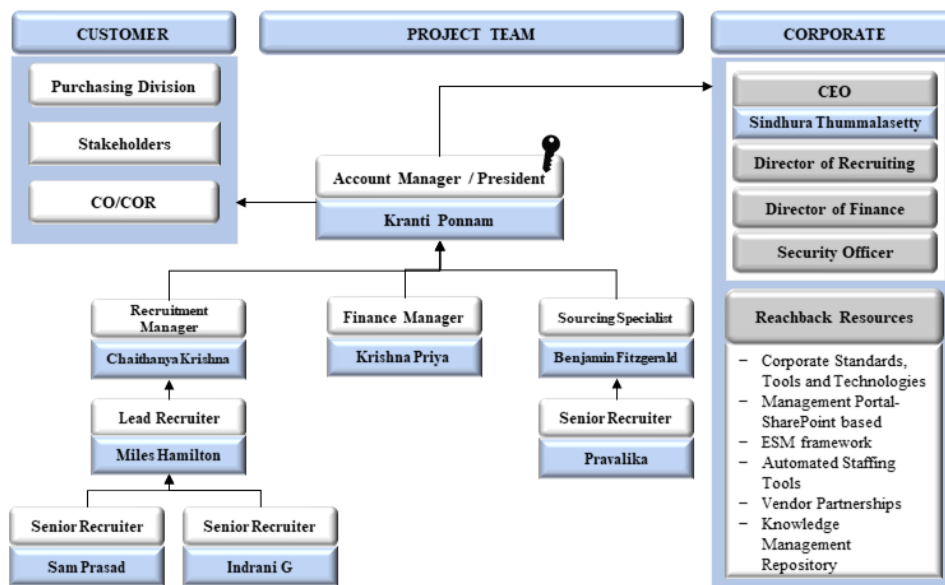 CUSTOMER
PROJECT TEAM
CORPORATE
Purchasing Division
Stakeholders
CO/COR
Account Manager / President
Kranti Ponnam
CEO
Sindhura Thummalasetty
Director of Recruiting
Director of Finance
Security Officer
Recruitment
Manager
Chaithanya Krishna
Finance Manager
Krishna Priya
Sourcing Specialist
Benjamin Fitzgerald
Lead Recruiter
Miles Hamilton
Senior Recruiter
Pravalika
Senior Recruiter
Sam Prasad
Senior Recruiter
Indrani G
Reachback Resources
– Corporate Standards,
Tools and Technologies
– Management Portal-
SharePoint based
– ESM framework
– Automated Staffing
Tools
– Vendor Partnerships
– Knowledge
Management
Repository